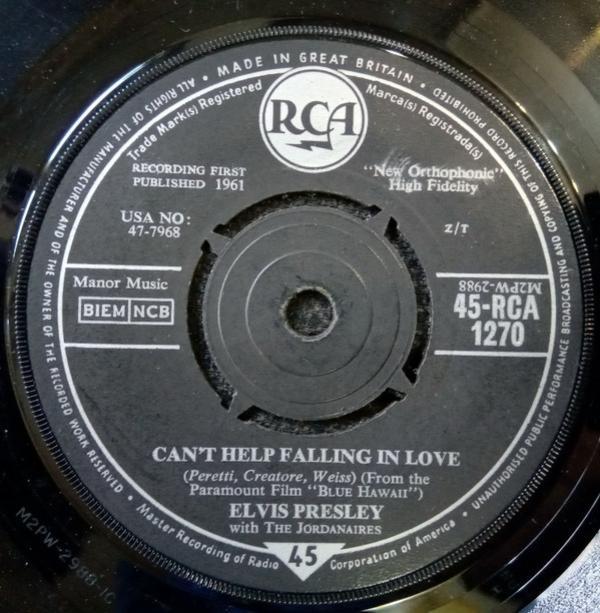 ALL RIGHTS OF THE MANUFACTURER AND OF THE OWNER OF THE RECORDED WORK RESERVED • MADE IN GREAT BRITAIN • UNAUTHORISED PUBLIC PERFORMANCE BROADCASTING AND COPYING OF THIS RECORD PROHIBITED
Trade Mark(s) Registered
RCA
Marca(s) Registrada(s)
RECORDING FIRST
PUBLISHED 1961
"New Orthophonic"
High Fidelity
USA NO:
47-7968
Z/T
Manor Music
BIEM NCB
M2PW-2988
45-RCA
1270
CAN'T HELP FALLING IN LOVE
(Peretti, Creatore, Weiss) (From the
Paramount Film "BLUE HAWAII")
ELVIS PRESLEY
with THE JORDANAIRES
• Master Recording of Radio Corporation of America •
45
M2PW-2988-1C